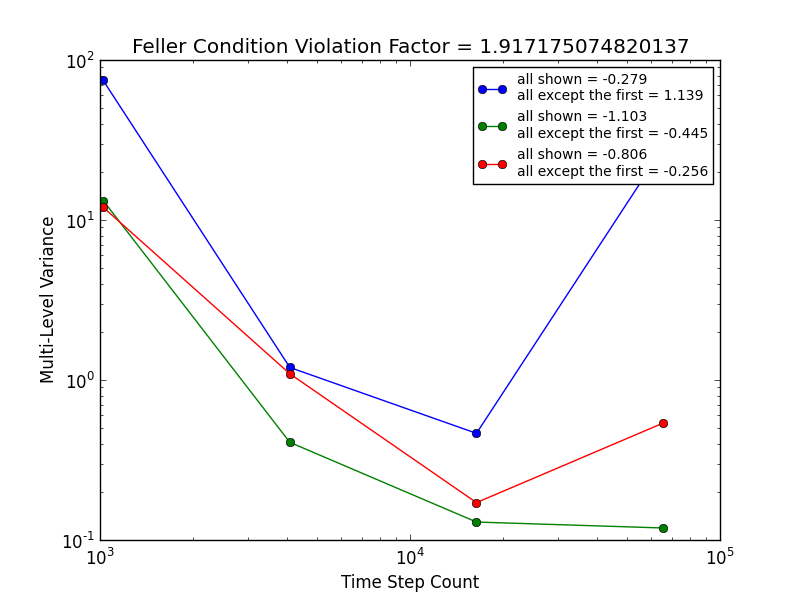 Feller Condition Violation Factor = 1.917175074820137
10²
all shown = -0.279
all except the first = 1.139
all shown = -1.103
all except the first = -0.445
all shown = -0.806
all except the first = -0.256
10¹
Multi-Level Variance
10⁰
10⁻¹
10³
10⁴
10⁵
Time Step Count